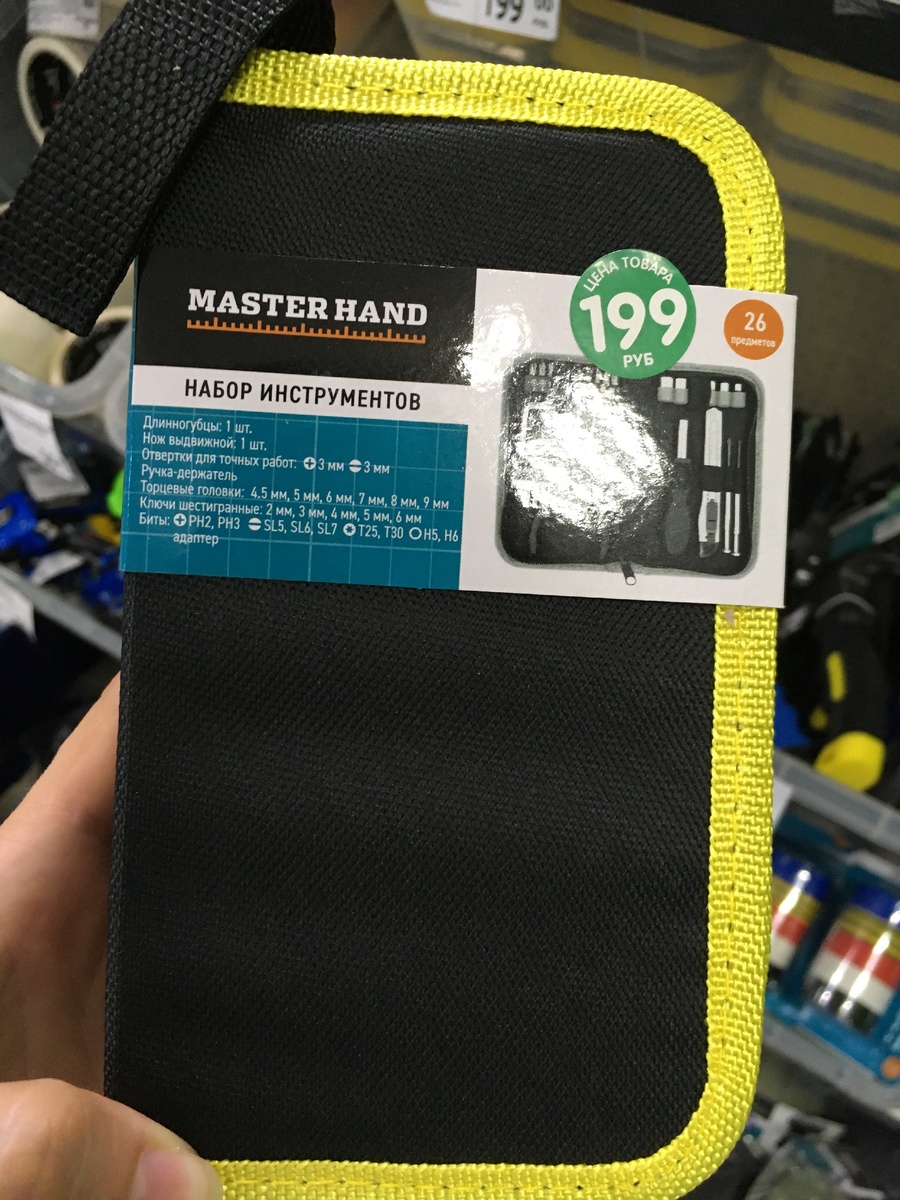 199 00
ЦЕНА ТОВАРА
199
РУБ
26
предметов
MASTER HAND
НАБОР ИНСТРУМЕНТОВ
Длинногубцы: 1 шт.
Нож выдвижной: 1 шт.
Отвертки для точных работ: 3 мм 3 мм
Ручка-держатель
Торцевые головки: 4.5 мм, 5 мм, 6 мм, 7 мм, 8 мм, 9 мм
Ключи шестигранные: 2 мм, 3 мм, 4 мм, 5 мм, 6 мм
Биты: PH2, PH3 SL5, SL6, SL7 T25, T30 H5, H6
адаптер